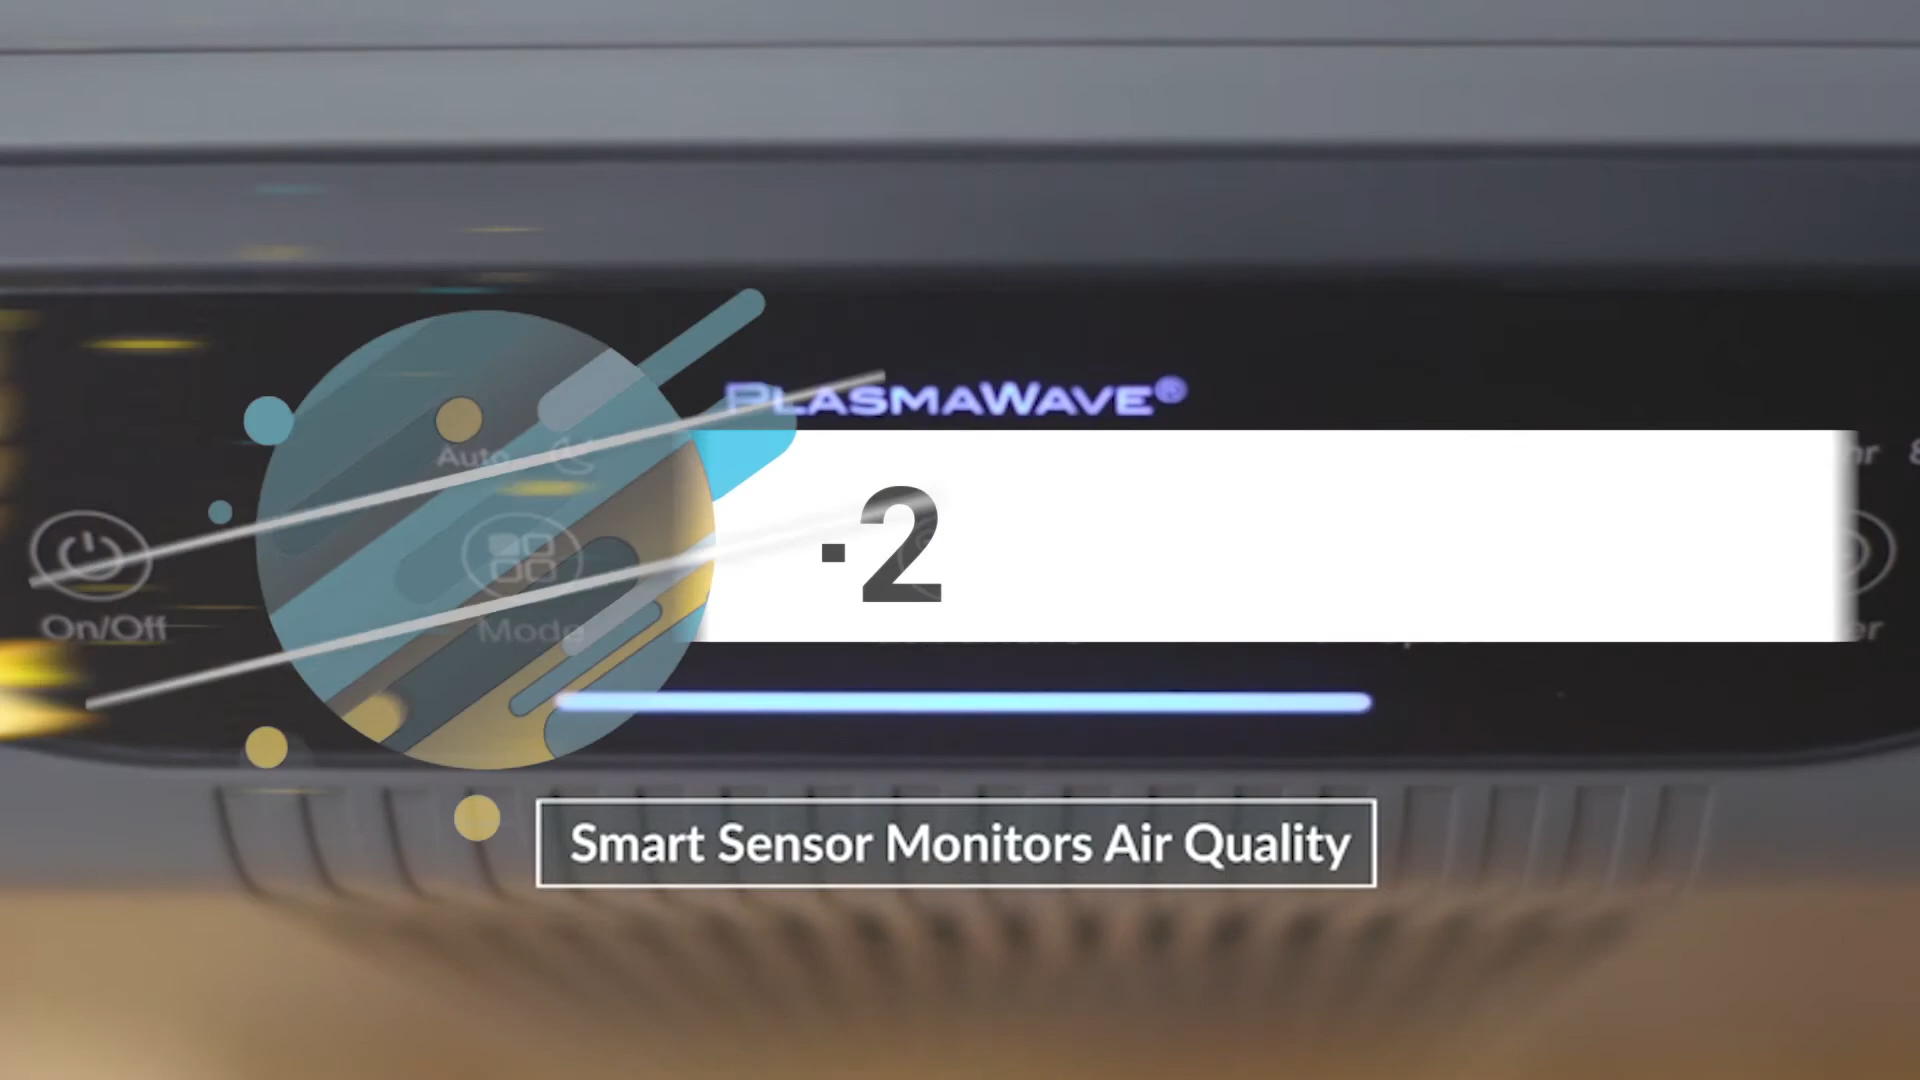 PLASMAWAVE®
Auto
·2
On/Off
Mode
Smart Sensor Monitors Air Quality